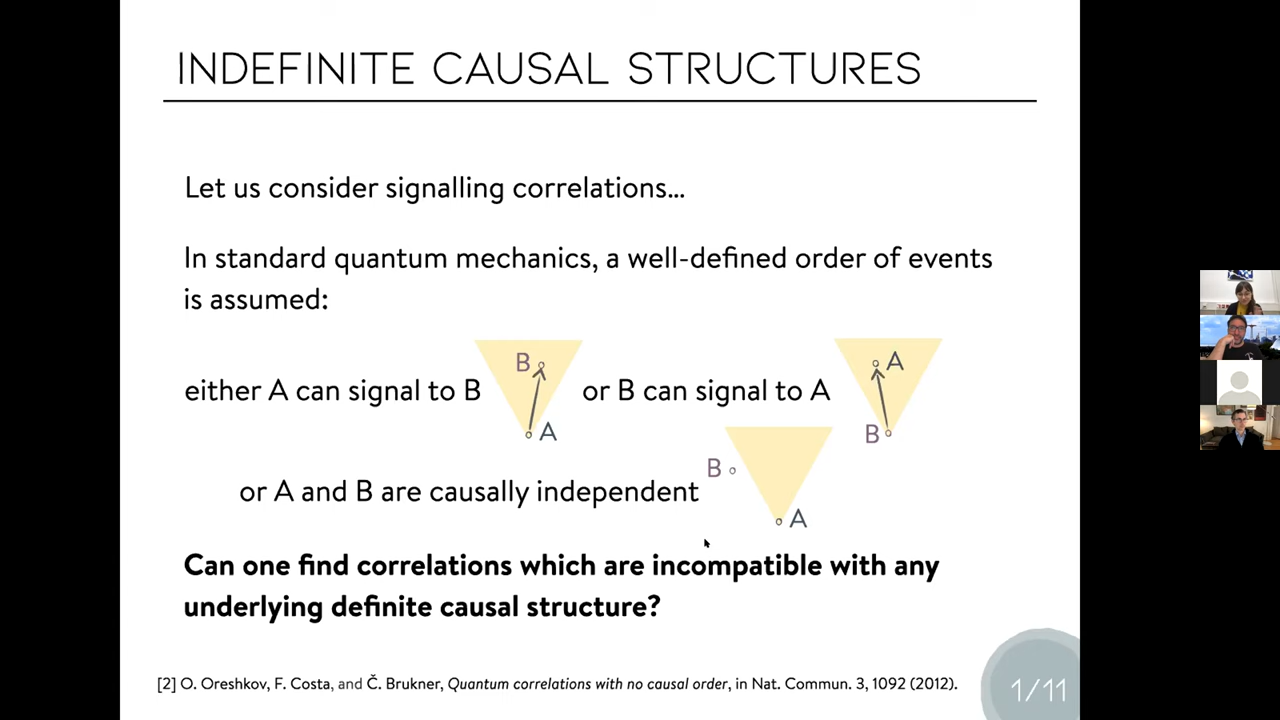 INDEFINITE CAUSAL STRUCTURES
Let us consider signalling correlations...
In standard quantum mechanics, a well-defined order of events
is assumed:
either A can signal to B
B
A
or B can signal to A
A
B
or A and B are causally independent
B
A
Can one find correlations which are incompatible with any
underlying definite causal structure?
[2] O. Oreshkov, F. Costa, and Č. Brukner, Quantum correlations with no causal order, in Nat. Commun. 3, 1092 (2012).
1/11